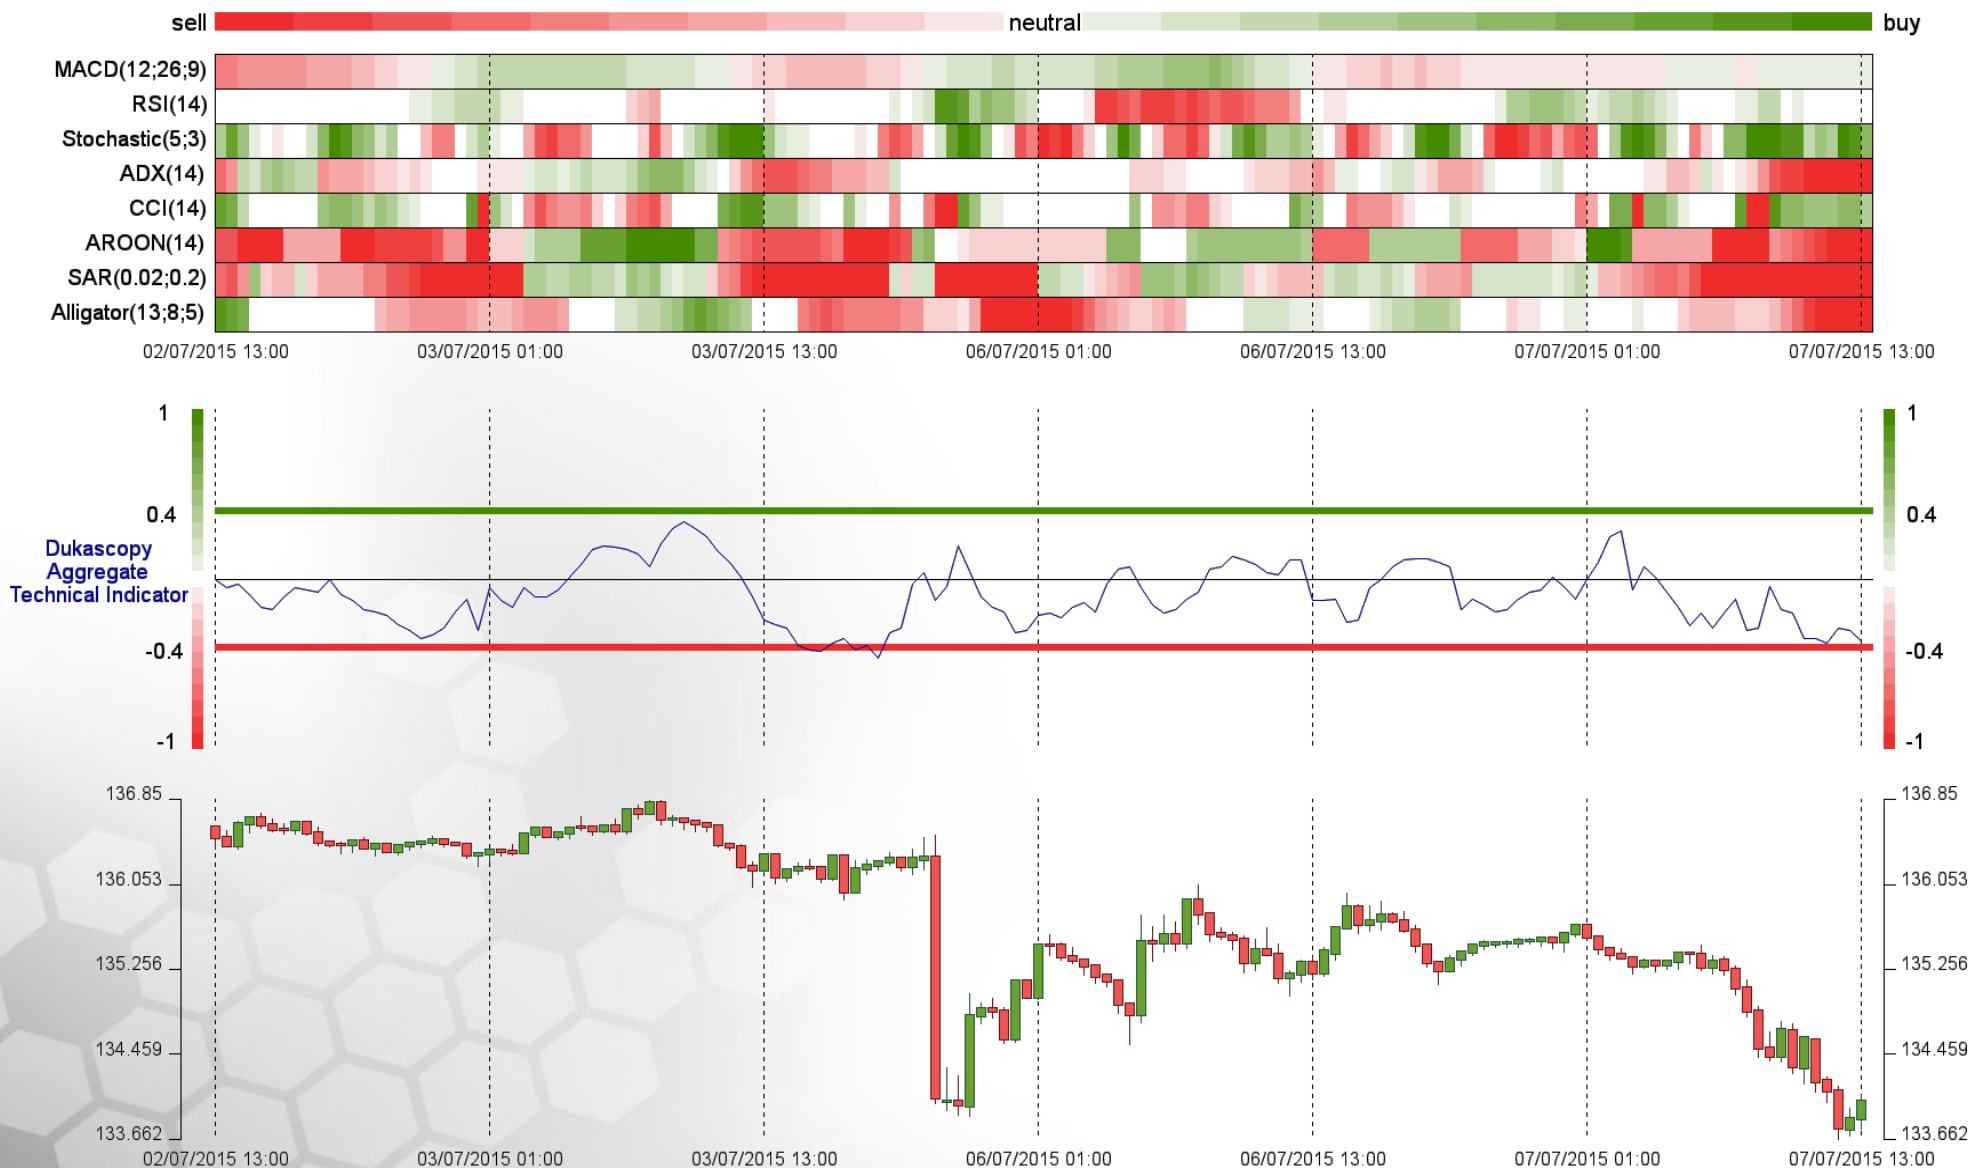 sell neutral buy
MACD(12;26;9)
RSI(14)
Stochastic(5;3)
ADX(14)
CCI(14)
AROON(14)
SAR(0.02;0.2)
Alligator(13;8;5)
02/07/2015 13:00 03/07/2015 01:00 03/07/2015 13:00 06/07/2015 01:00 06/07/2015 13:00 07/07/2015 01:00 07/07/2015 13:00
1 1
0.4 0.4
Dukascopy
Aggregate
Technical Indicator
-0.4 -0.4
-1 -1
136.85 136.85
136.053 136.053
135.256 135.256
134.459 134.459
133.662 133.662
02/07/2015 13:00 03/07/2015 01:00 03/07/2015 13:00 06/07/2015 01:00 06/07/2015 13:00 07/07/2015 01:00 07/07/2015 13:00